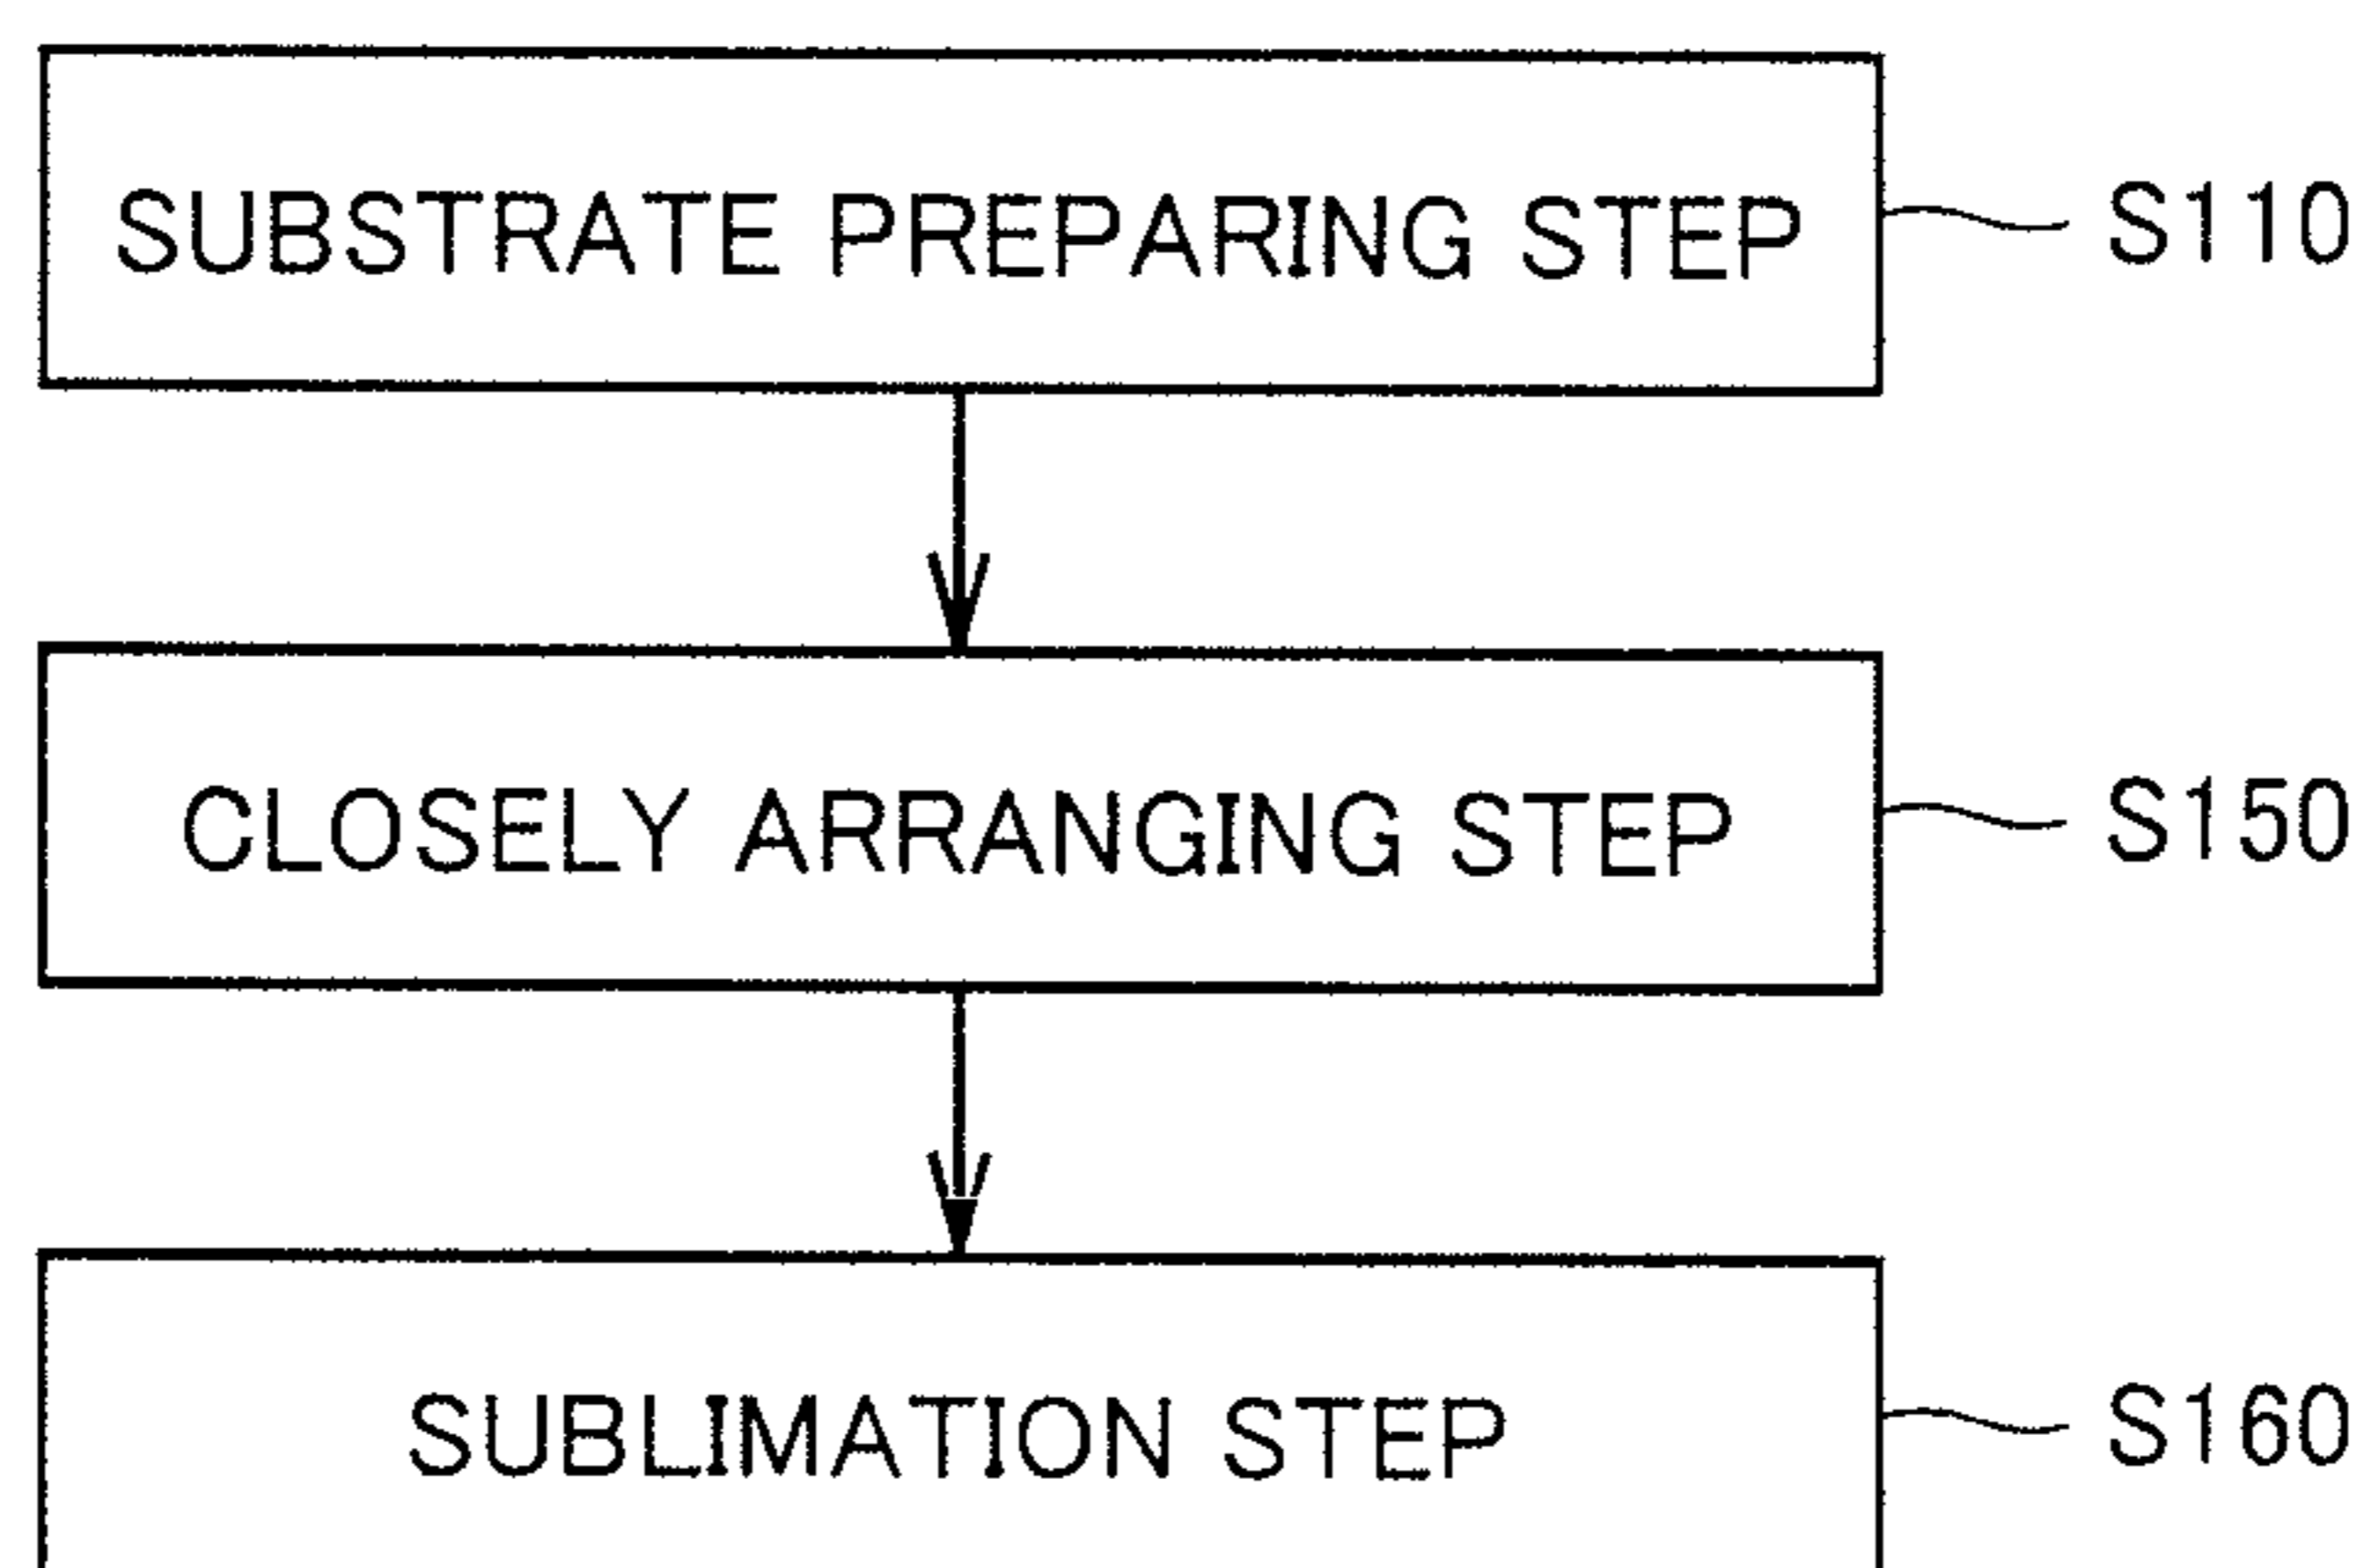 SUBSTRATE PREPARING STEP S110
CLOSELY ARRANGING STEP S150
SUBLIMATION STEP S160